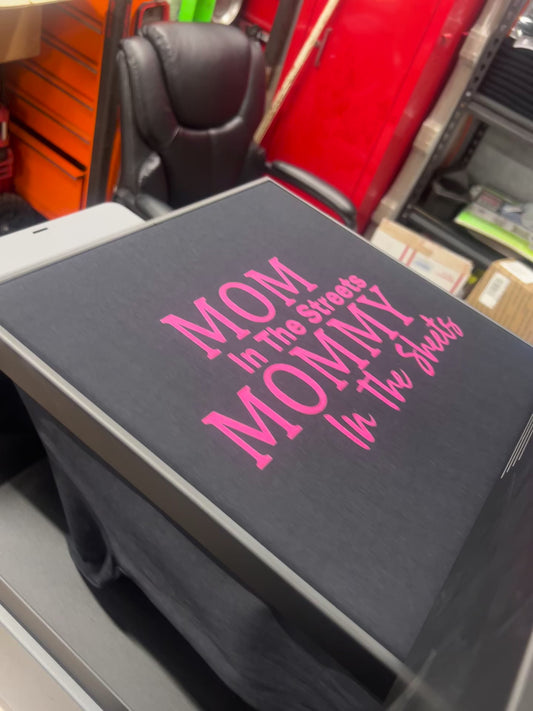 MOM
In The Streets
MOMMY
In the Sheets